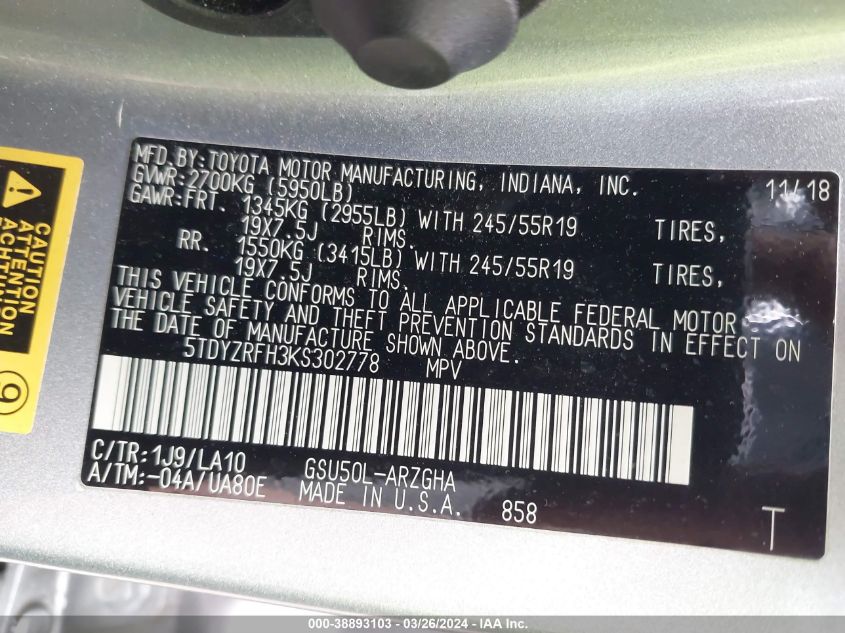 MFD.BY:TOYOTA MOTOR MANUFACTURING, INDIANA, INC. 11/18
GVWR:2700KG (5950LB)
GAWR:FRT. 1345KG (2955LB) WITH 245/55R19 TIRES,
19X7.5J RIMS.
RR. 1550KG (3415LB) WITH 245/55R19 TIRES,
19X7.5J RIMS.
THIS VEHICLE CONFORMS TO ALL APPLICABLE FEDERAL MOTOR
VEHICLE SAFETY AND THEFT PREVENTION STANDARDS IN EFFECT ON
THE DATE OF MANUFACTURE SHOWN ABOVE.
5TDYZRFH3KS302778 MPV
C/TR:1J9/LA10 GSU50L-ARZGHA
A/TM:-04A/UA80E MADE IN U.S.A. 858
T
CAUTION
ATTENTION
ACHTUNG
9
000-38893103 - 03/26/2024 - IAA Inc.